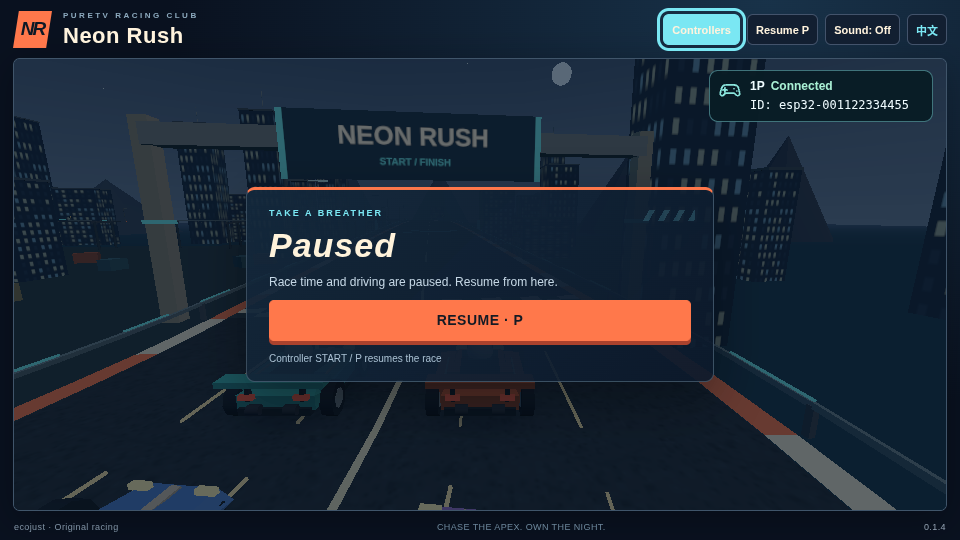 NR
PURETV RACING CLUB
Neon Rush
Controllers
Resume P
Sound: Off
中文
1P Connected
ID: esp32-001122334455
NEON RUSH
START / FINISH
TAKE A BREATHER
Paused
Race time and driving are paused. Resume from here.
RESUME · P
Controller START / P resumes the race
ecojust · Original racing
CHASE THE APEX. OWN THE NIGHT.
0.1.4